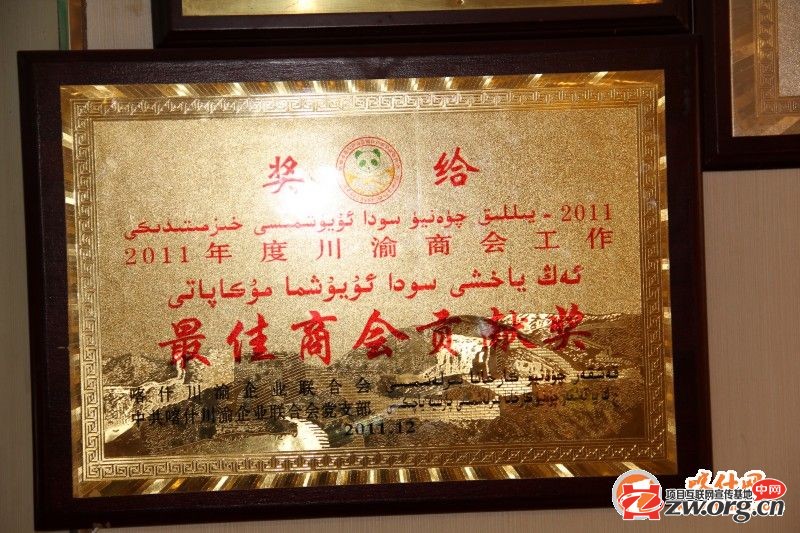 奖 给
2011 - يىللىق چۈەنيۇ سودا ئۇيۇشمىسى خىزمىتىدىكى
2011年度川渝商会工作
ئەڭ ياخشى سودا ئۇيۇشما مۇكاپاتى
最佳商会贡献奖
喀什川渝企业联合会
中共喀什川渝企业联合会党支部
2011.12
喀什网
项目互联网宣传基地 中网
zw.org.cn